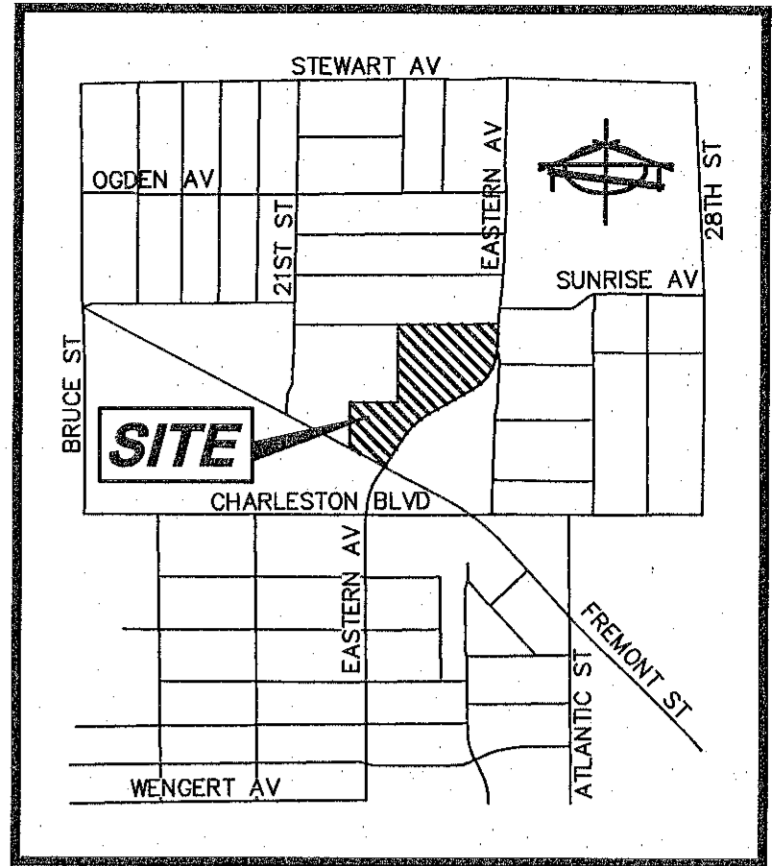 STEWART AV
OGDEN AV
21ST ST
EASTERN AV
28TH ST
SUNRISE AV
BRUCE ST
SITE
CHARLESTON BLVD
EASTERN AV
FREMONT ST
ATLANTIC ST
WENGERT AV